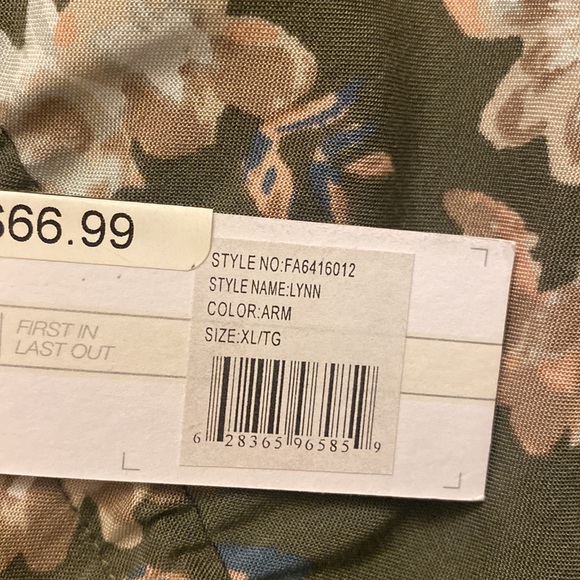 $66.99
STYLE NO:FA6416012
STYLE NAME:LYNN
COLOR:ARM
SIZE:XL/TG
FIRST IN
LAST OUT
6 28365 96585 9